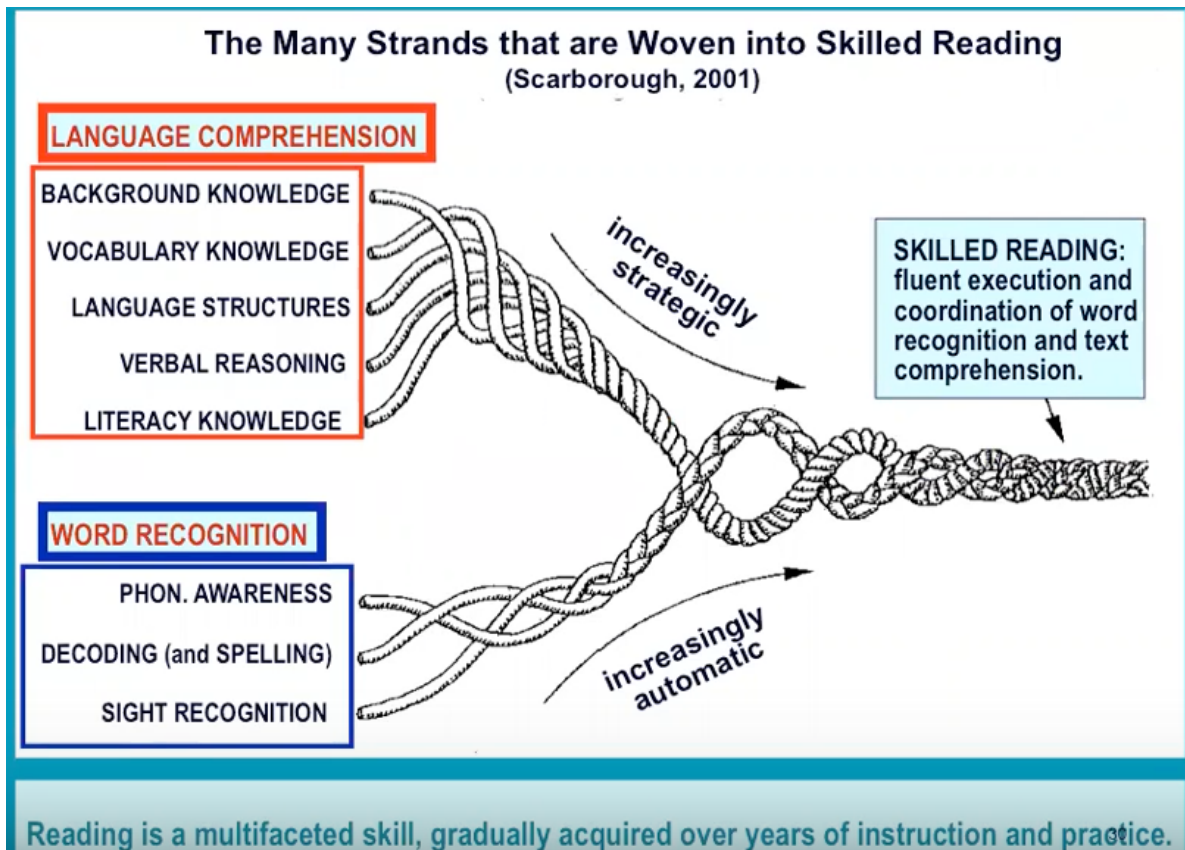 The Many Strands that are Woven into Skilled Reading
(Scarborough, 2001)
LANGUAGE COMPREHENSION
BACKGROUND KNOWLEDGE
VOCABULARY KNOWLEDGE
LANGUAGE STRUCTURES
VERBAL REASONING
LITERACY KNOWLEDGE
increasingly
strategic
SKILLED READING:
fluent execution and
coordination of word
recognition and text
comprehension.
WORD RECOGNITION
PHON. AWARENESS
DECODING (and SPELLING)
SIGHT RECOGNITION
increasingly
automatic
Reading is a multifaceted skill, gradually acquired over years of instruction and practice.
30